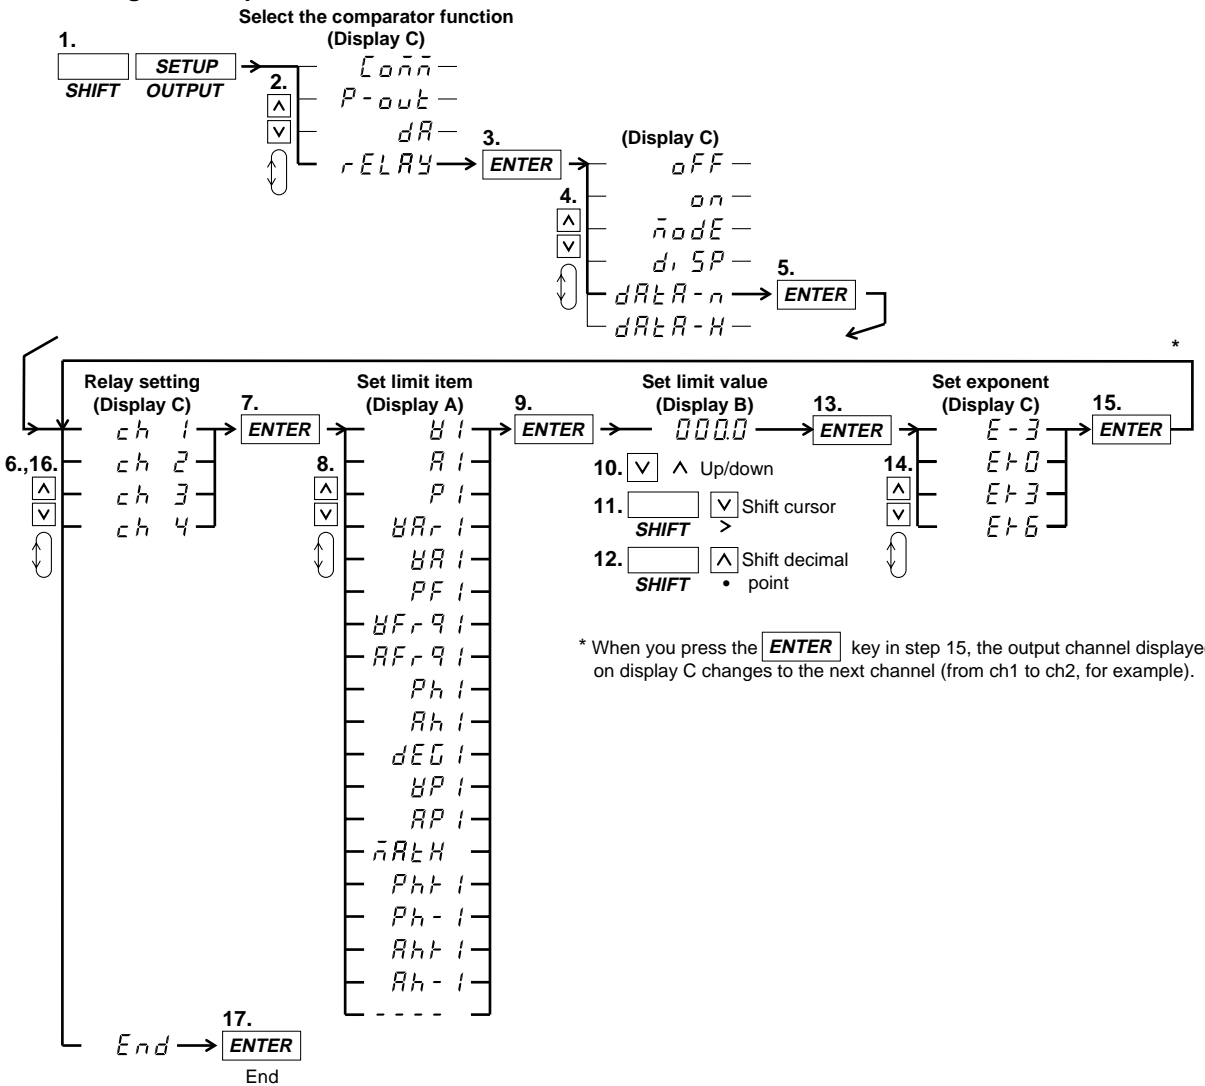 Select the comparator function
(Display C)
1.
SETUP
SHIFT OUTPUT
2.
Comm
P-out
dA
rELAY
3.
ENTER
(Display C)
4.
oFF
on
modE
diSP
dAtA-n
dAtA-H
5.
ENTER
*
Relay setting
(Display C)
6.,16.
ch 1
ch 2
ch 3
ch 4
7.
ENTER
Set limit item
(Display A)
8.
V1
A1
P1
VAr1
VA1
PF1
VFrq1
AFrq1
Ph1
Ah1
dEG1
VP1
AP1
mAtH
Ph+1
Ph-1
Ah+1
Ah-1
----
9.
ENTER
Set limit value
(Display B)
000.0
10. Up/down
11. Shift cursor
SHIFT >
12. Shift decimal
SHIFT • point
13.
ENTER
Set exponent
(Display C)
14.
E-3
E+0
E+3
E+6
15.
ENTER
* When you press the ENTER key in step 15, the output channel displaye
on display C changes to the next channel (from ch1 to ch2, for example).
End
17.
ENTER
End